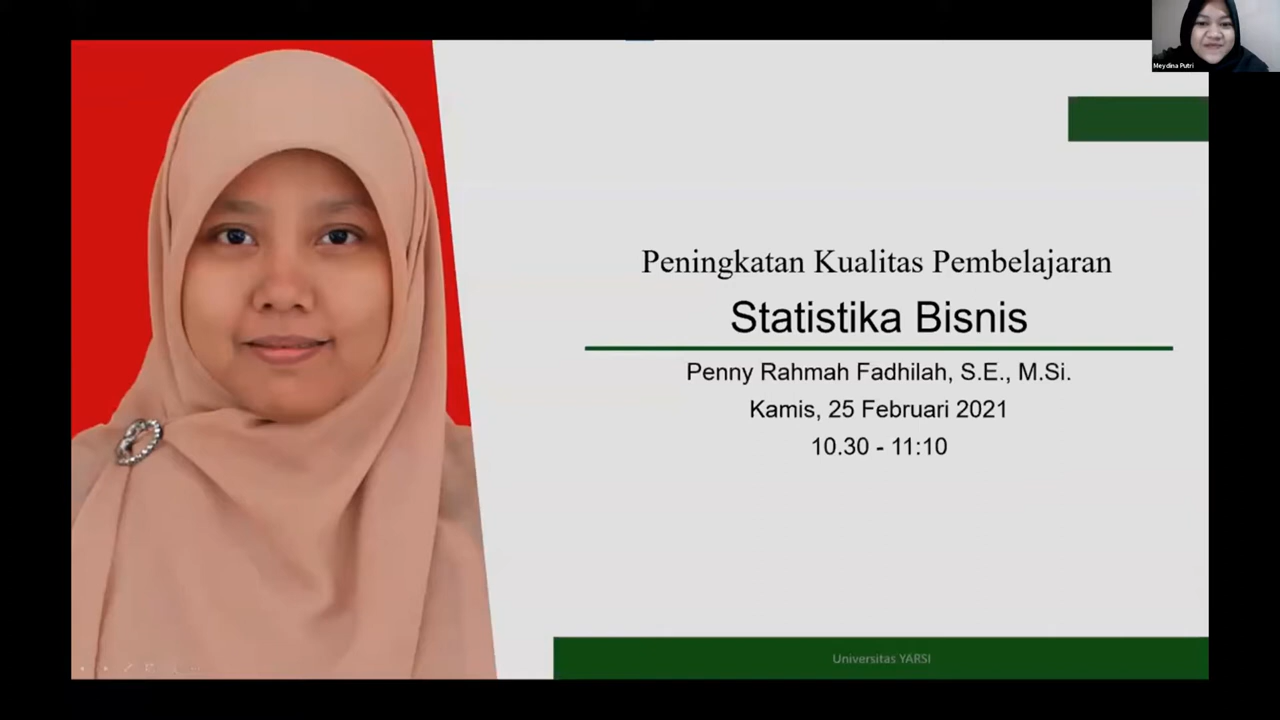 Meydina Putri
Peningkatan Kualitas Pembelajaran
Statistika Bisnis
Penny Rahmah Fadhilah, S.E., M.Si.
Kamis, 25 Februari 2021
10.30 - 11:10
Universitas YARSI